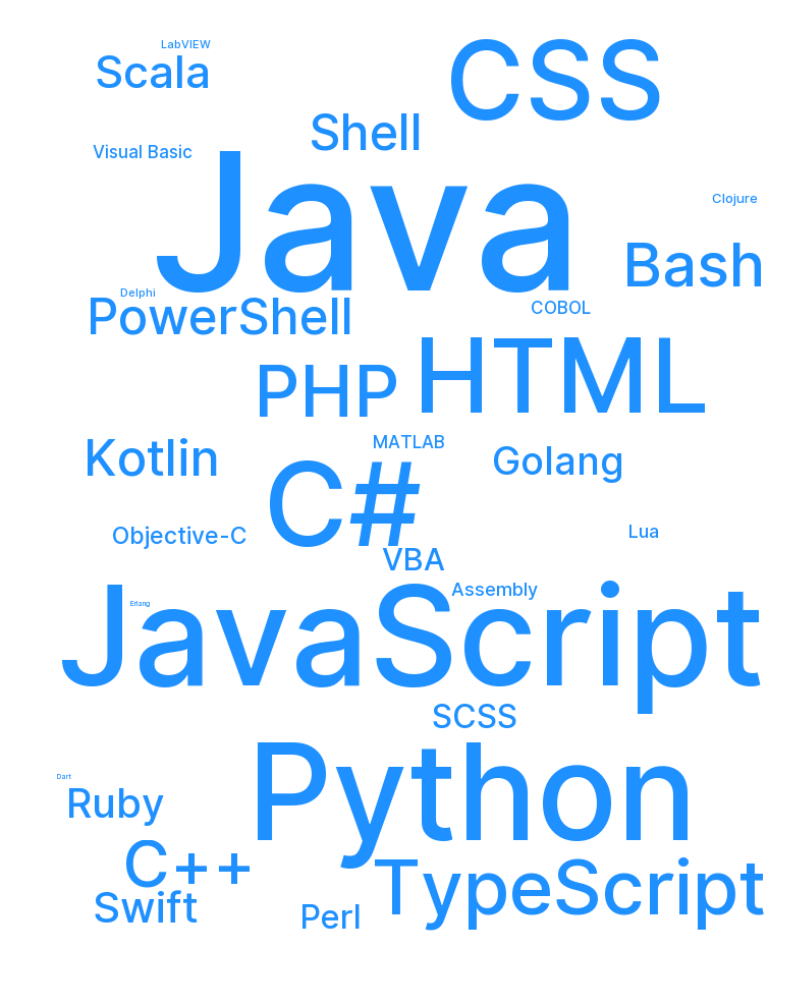 LabVIEW
Scala
CSS
Shell
Visual Basic
Java
Clojure
Bash
Delphi
PowerShell
COBOL
HTML
PHP
MATLAB
Kotlin
Golang
C#
Objective-C
Lua
VBA
Assembly
Erlang
JavaScript
SCSS
Python
Dart
Ruby
C++
TypeScript
Swift
Perl